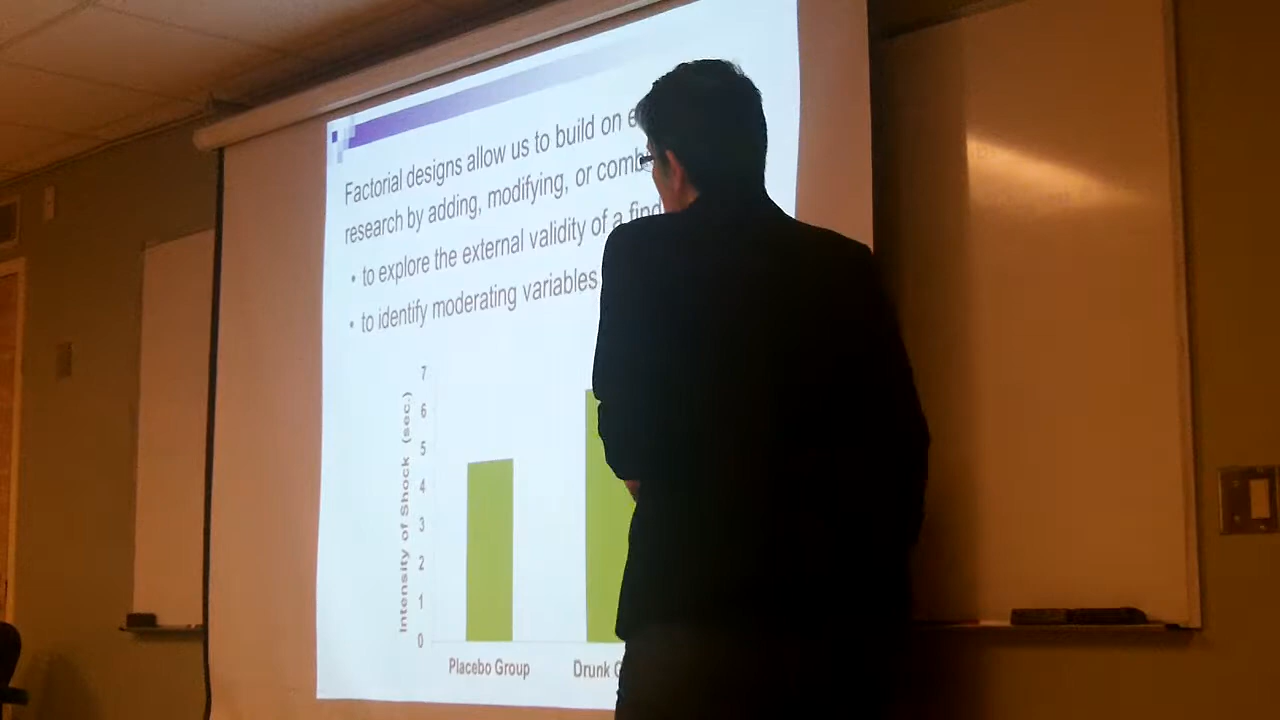 Factorial designs allow us to build on
research by adding, modifying, or comb
• to explore the external validity of a find
• to identify moderating variables
7
6
5
4
3
2
1
0
Intensity of Shock (sec.)
Placebo Group
Drunk